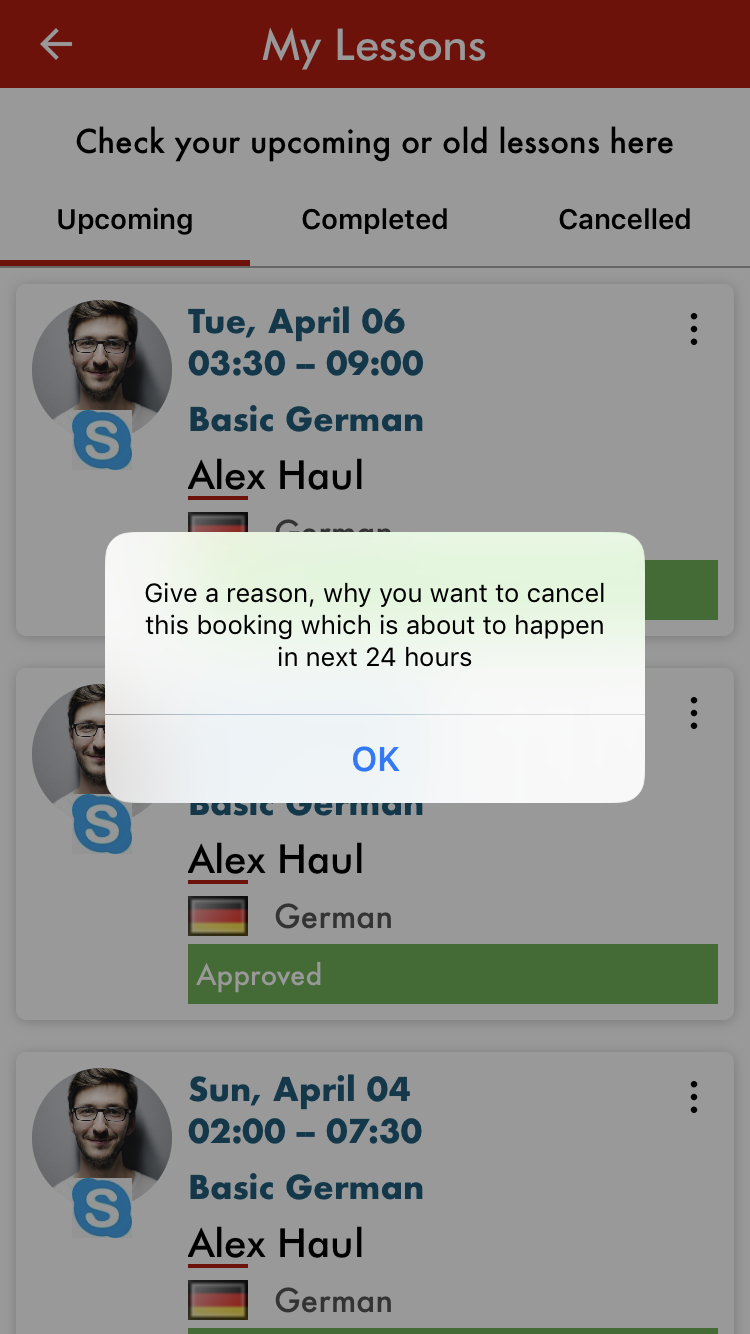 My Lessons
Check your upcoming or old lessons here
Upcoming
Completed
Cancelled
Tue, April 06
03:30 – 09:00
Basic German
Alex Haul
German
Give a reason, why you want to cancel
this booking which is about to happen
in next 24 hours
OK
Basic German
Alex Haul
German
Approved
Sun, April 04
02:00 – 07:30
Basic German
Alex Haul
German